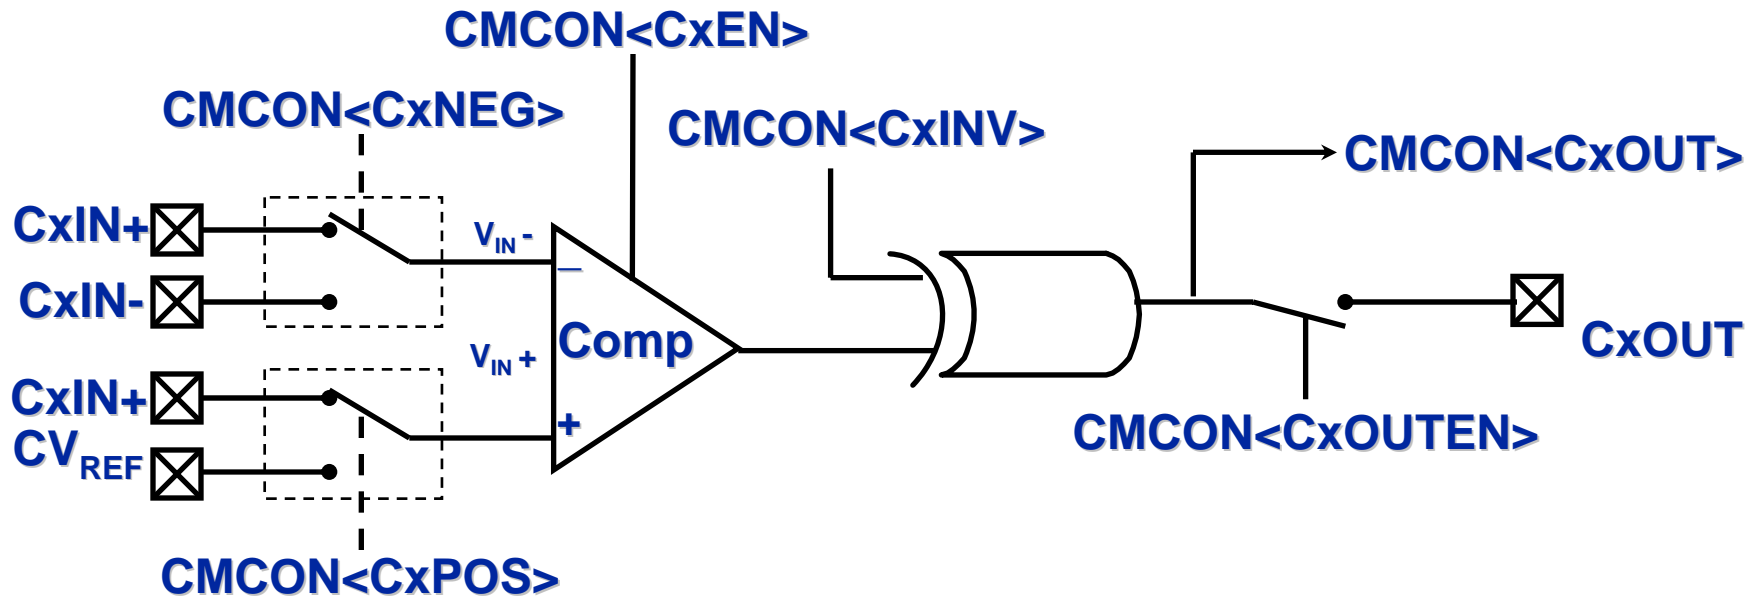 CMCON<CxEN>
CMCON<CxNEG>
CMCON<CxINV>
CMCON<CxOUT>
CxIN+
VIN -
CxIN-
_
Comp
CxOUT
VIN +
CxIN+
+
CVREF
CMCON<CxOUTEN>
CMCON<CxPOS>